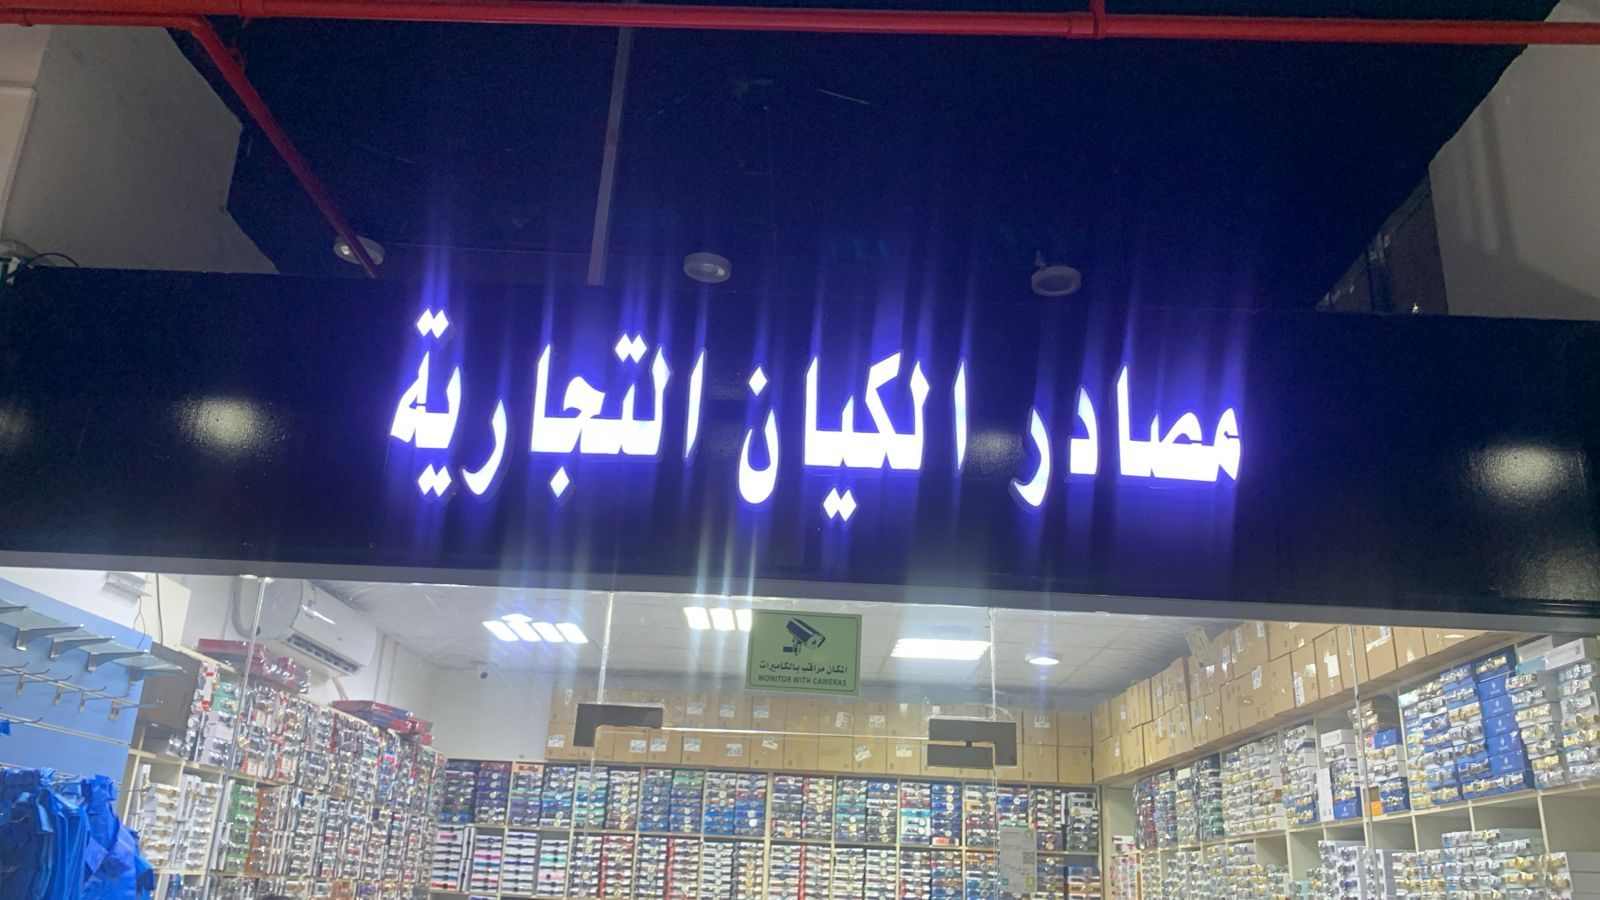 مصادر الكيان التجارية
المكان مراقب بالكاميرات
MONITOR WITH CAMERAS